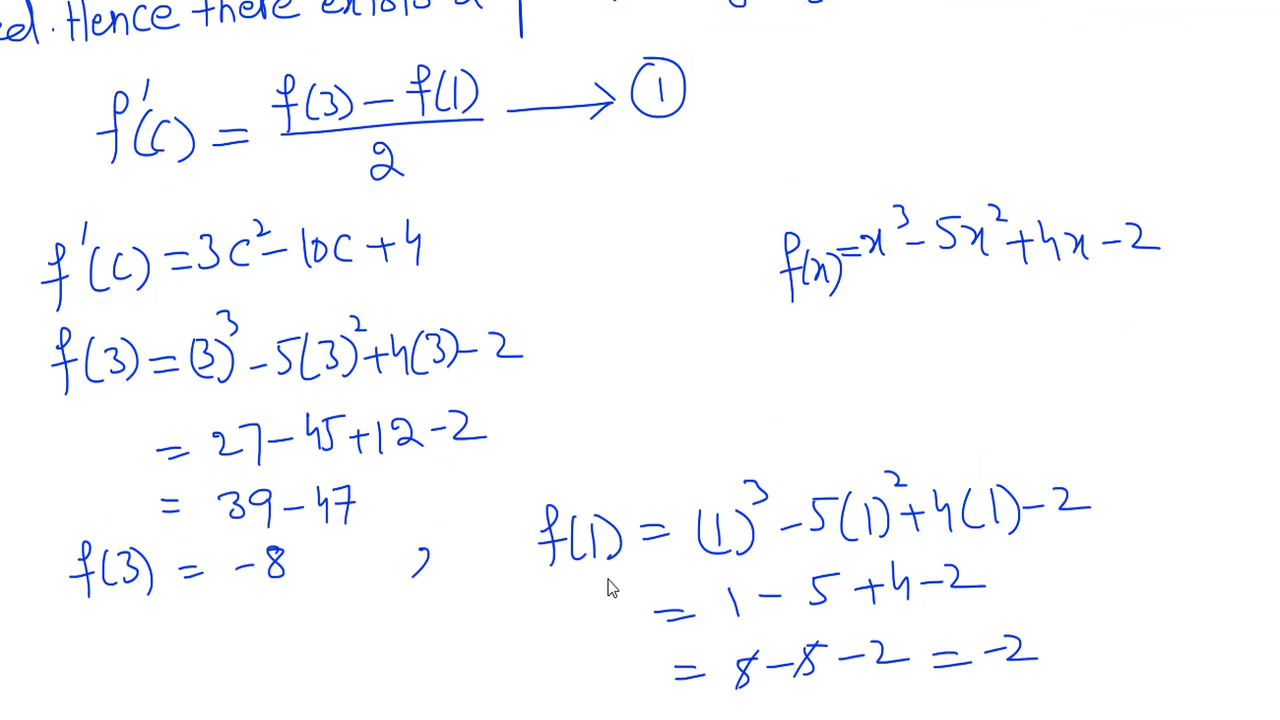 ed. Hence there exists a
f'(c) = f(3) - f(1) / 2 ⟶ ①
f'(c) = 3c² - 10c + 4
f(x) = x³ - 5x² + 4x - 2
f(3) = (3)³ - 5(3)² + 4(3) - 2
= 27 - 45 + 12 - 2
= 39 - 47
f(3) = -8 ,
f(1) = (1)³ - 5(1)² + 4(1) - 2
= 1 - 5 + 4 - 2
= 5 - 5 - 2 = -2